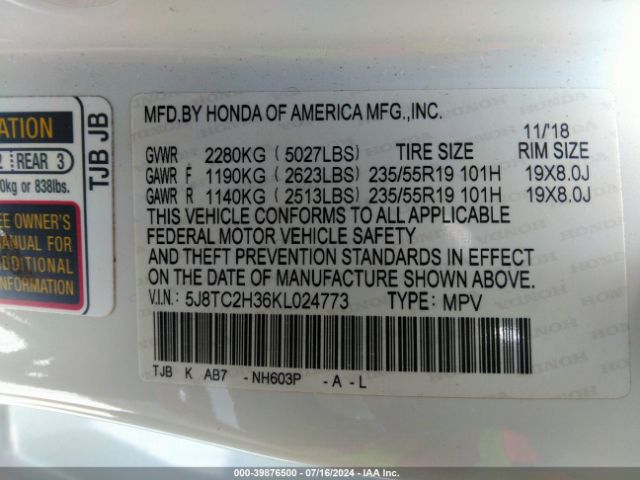 ATION
2 REAR 3
0kg or 838lbs.
EE OWNER'S
ANUAL FOR
ADDITIONAL
INFORMATION
TJB JB
MFD.BY HONDA OF AMERICA MFG.,INC.
11/'18
GVWR 2280KG (5027LBS) TIRE SIZE RIM SIZE
GAWR F 1190KG (2623LBS) 235/55R19 101H 19X8.0J
GAWR R 1140KG (2513LBS) 235/55R19 101H 19X8.0J
THIS VEHICLE CONFORMS TO ALL APPLICABLE
FEDERAL MOTOR VEHICLE SAFETY
AND THEFT PREVENTION STANDARDS IN EFFECT
ON THE DATE OF MANUFACTURE SHOWN ABOVE.
V.I.N.: 5J8TC2H36KL024773 TYPE: MPV
TJB K AB7 -NH603P -A-L
000-39876500 - 07/16/2024 - IAA Inc.